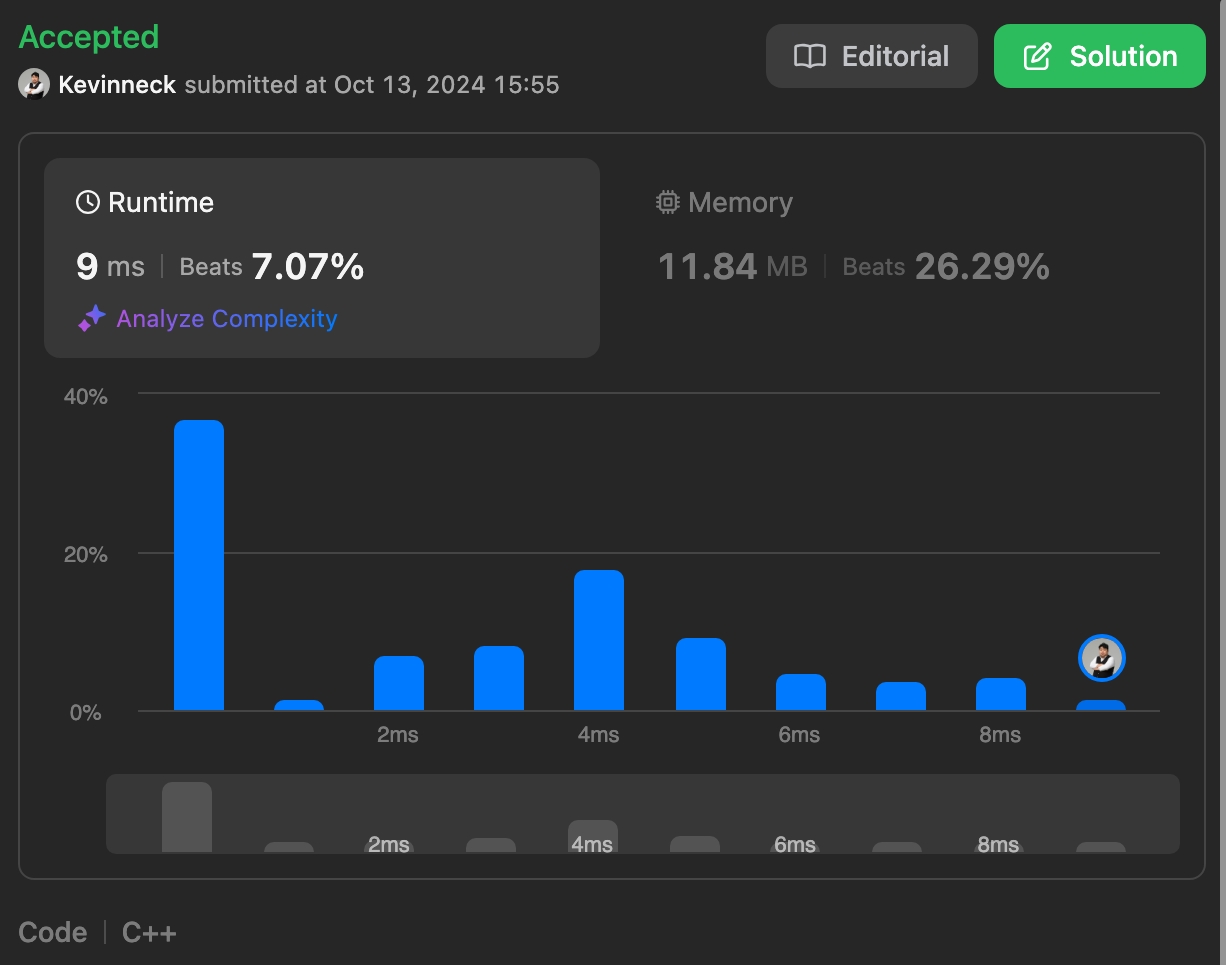 Accepted
Editorial
Solution
Kevinneck submitted at Oct 13, 2024 15:55
Runtime
9 ms | Beats 7.07%
Analyze Complexity
Memory
11.84 MB | Beats 26.29%
40%
20%
0%
2ms 4ms 6ms 8ms
2ms 4ms 6ms 8ms
Code | C++